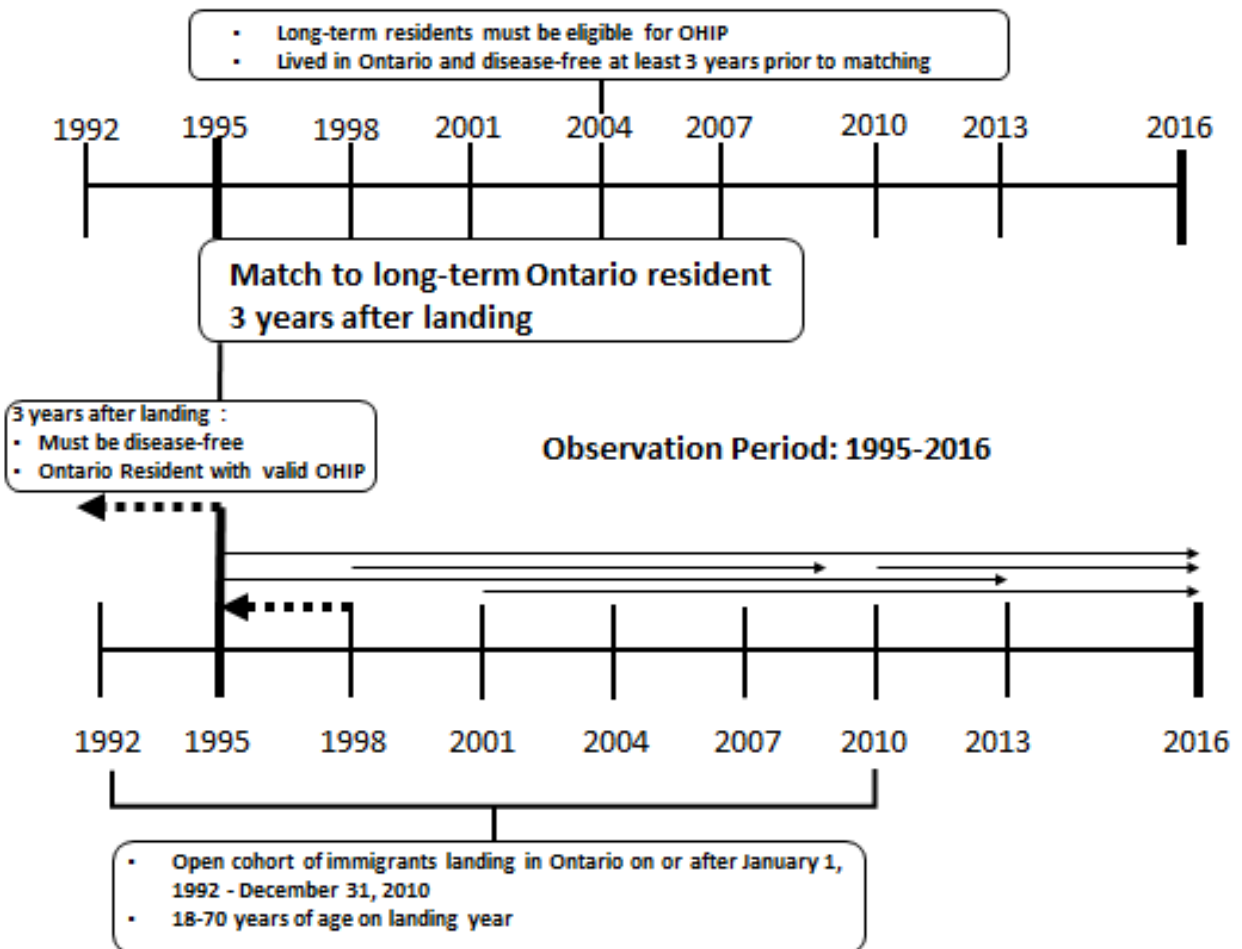 ▪ Long-term residents must be eligible for OHIP
▪ Lived in Ontario and disease-free at least 3 years prior to matching
1992 1995 1998 2001 2004 2007 2010 2013 2016
Match to long-term Ontario resident
3 years after landing
3 years after landing :
▪ Must be disease-free
▪ Ontario Resident with valid OHIP
Observation Period: 1995-2016
1992 1995 1998 2001 2004 2007 2010 2013 2016
▪ Open cohort of immigrants landing in Ontario on or after January 1,
1992 - December 31, 2010
▪ 18-70 years of age on landing year